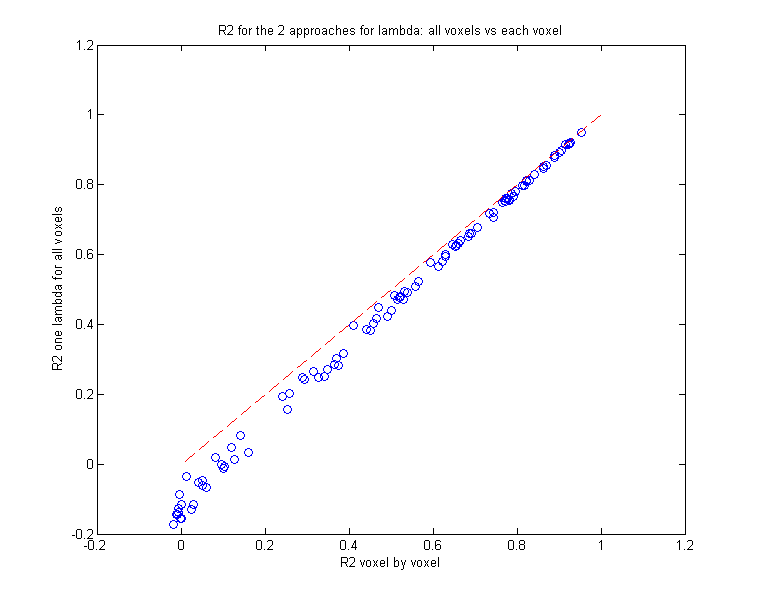 R2 for the 2 approaches for lambda: all voxels vs each voxel
1.2
1
0.8
0.6
0.4
0.2
0
-0.2
R2 one lambda for all voxels
-0.2 0 0.2 0.4 0.6 0.8 1 1.2
R2 voxel by voxel